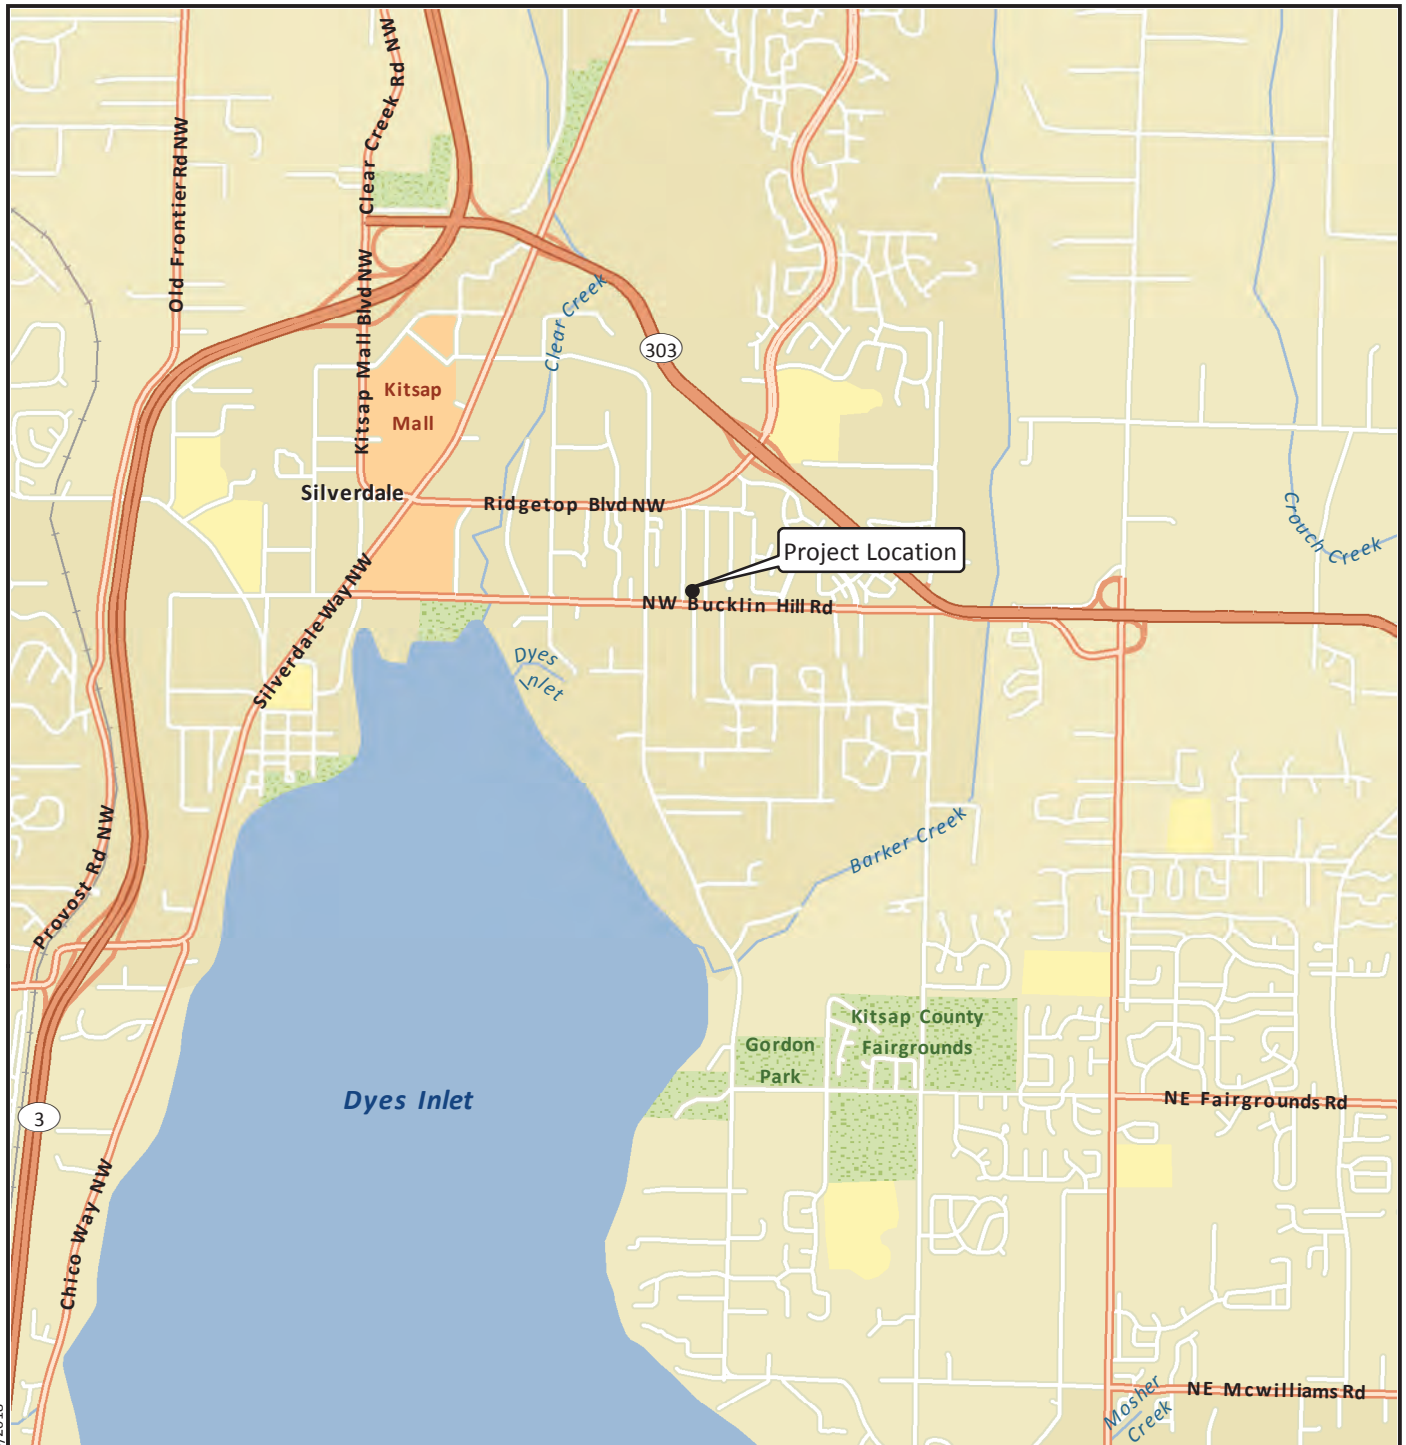 Clear Creek Rd NW
Old Frontier Rd NW
Kitsap Mall Blvd NW
Clear Creek
303
Kitsap
Mall
Silverdale
Ridgetop Blvd NW
Crouch Creek
Project Location
Silverdale Way NW
NW Bucklin Hill Rd
Dyes
Inlet
Provost Rd NW
Barker Creek
Kitsap County
Fairgrounds
Gordon
Park
Dyes Inlet
NE Fairgrounds Rd
3
Chico Way NW
NE Mcwilliams Rd
Mosher
Creek